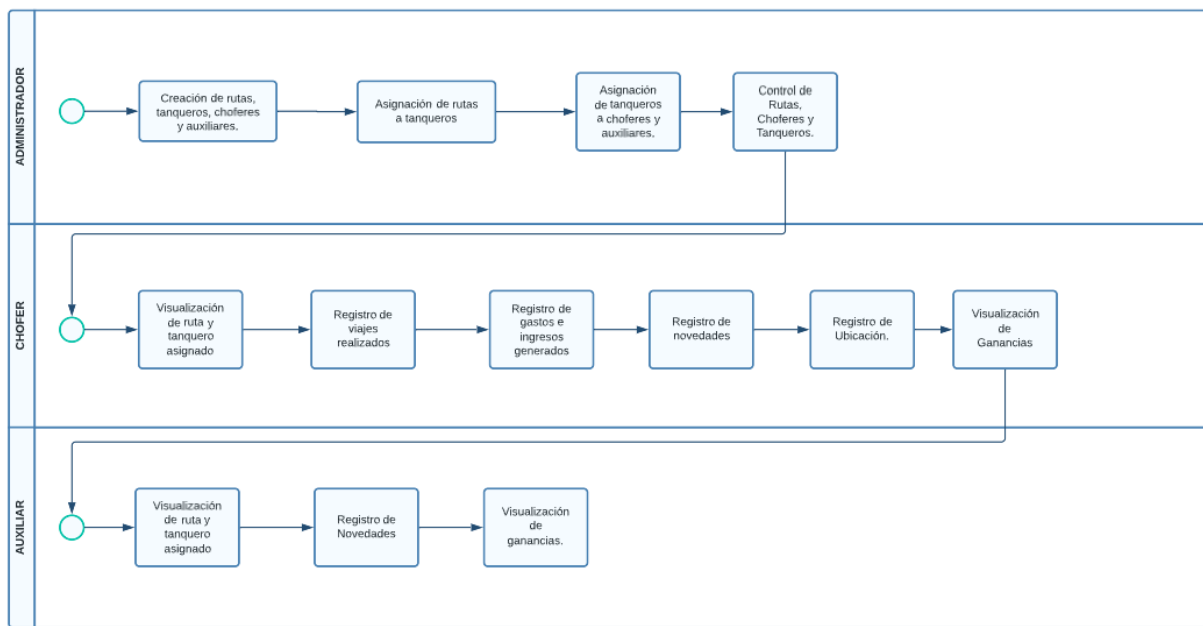 ADMINISTRADOR
Creación de rutas,
tanqueros, choferes
y auxiliares.
Asignación de rutas
a tanqueros
Asignación
de tanqueros
a choferes y
auxiliares.
Control de
Rutas,
Choferes y
Tanqueros.
CHOFER
Visualización
de ruta y
tanquero
asignado
Registro de
viajes
realizados
Registro de
gastos e
ingresos
generados
Registro de
novedades
Registro de
Ubicación.
Visualización
de
Ganancias
AUXILIAR
Visualización
de ruta y
tanquero
asignado
Registro de
Novedades
Visualización
de
ganancias.